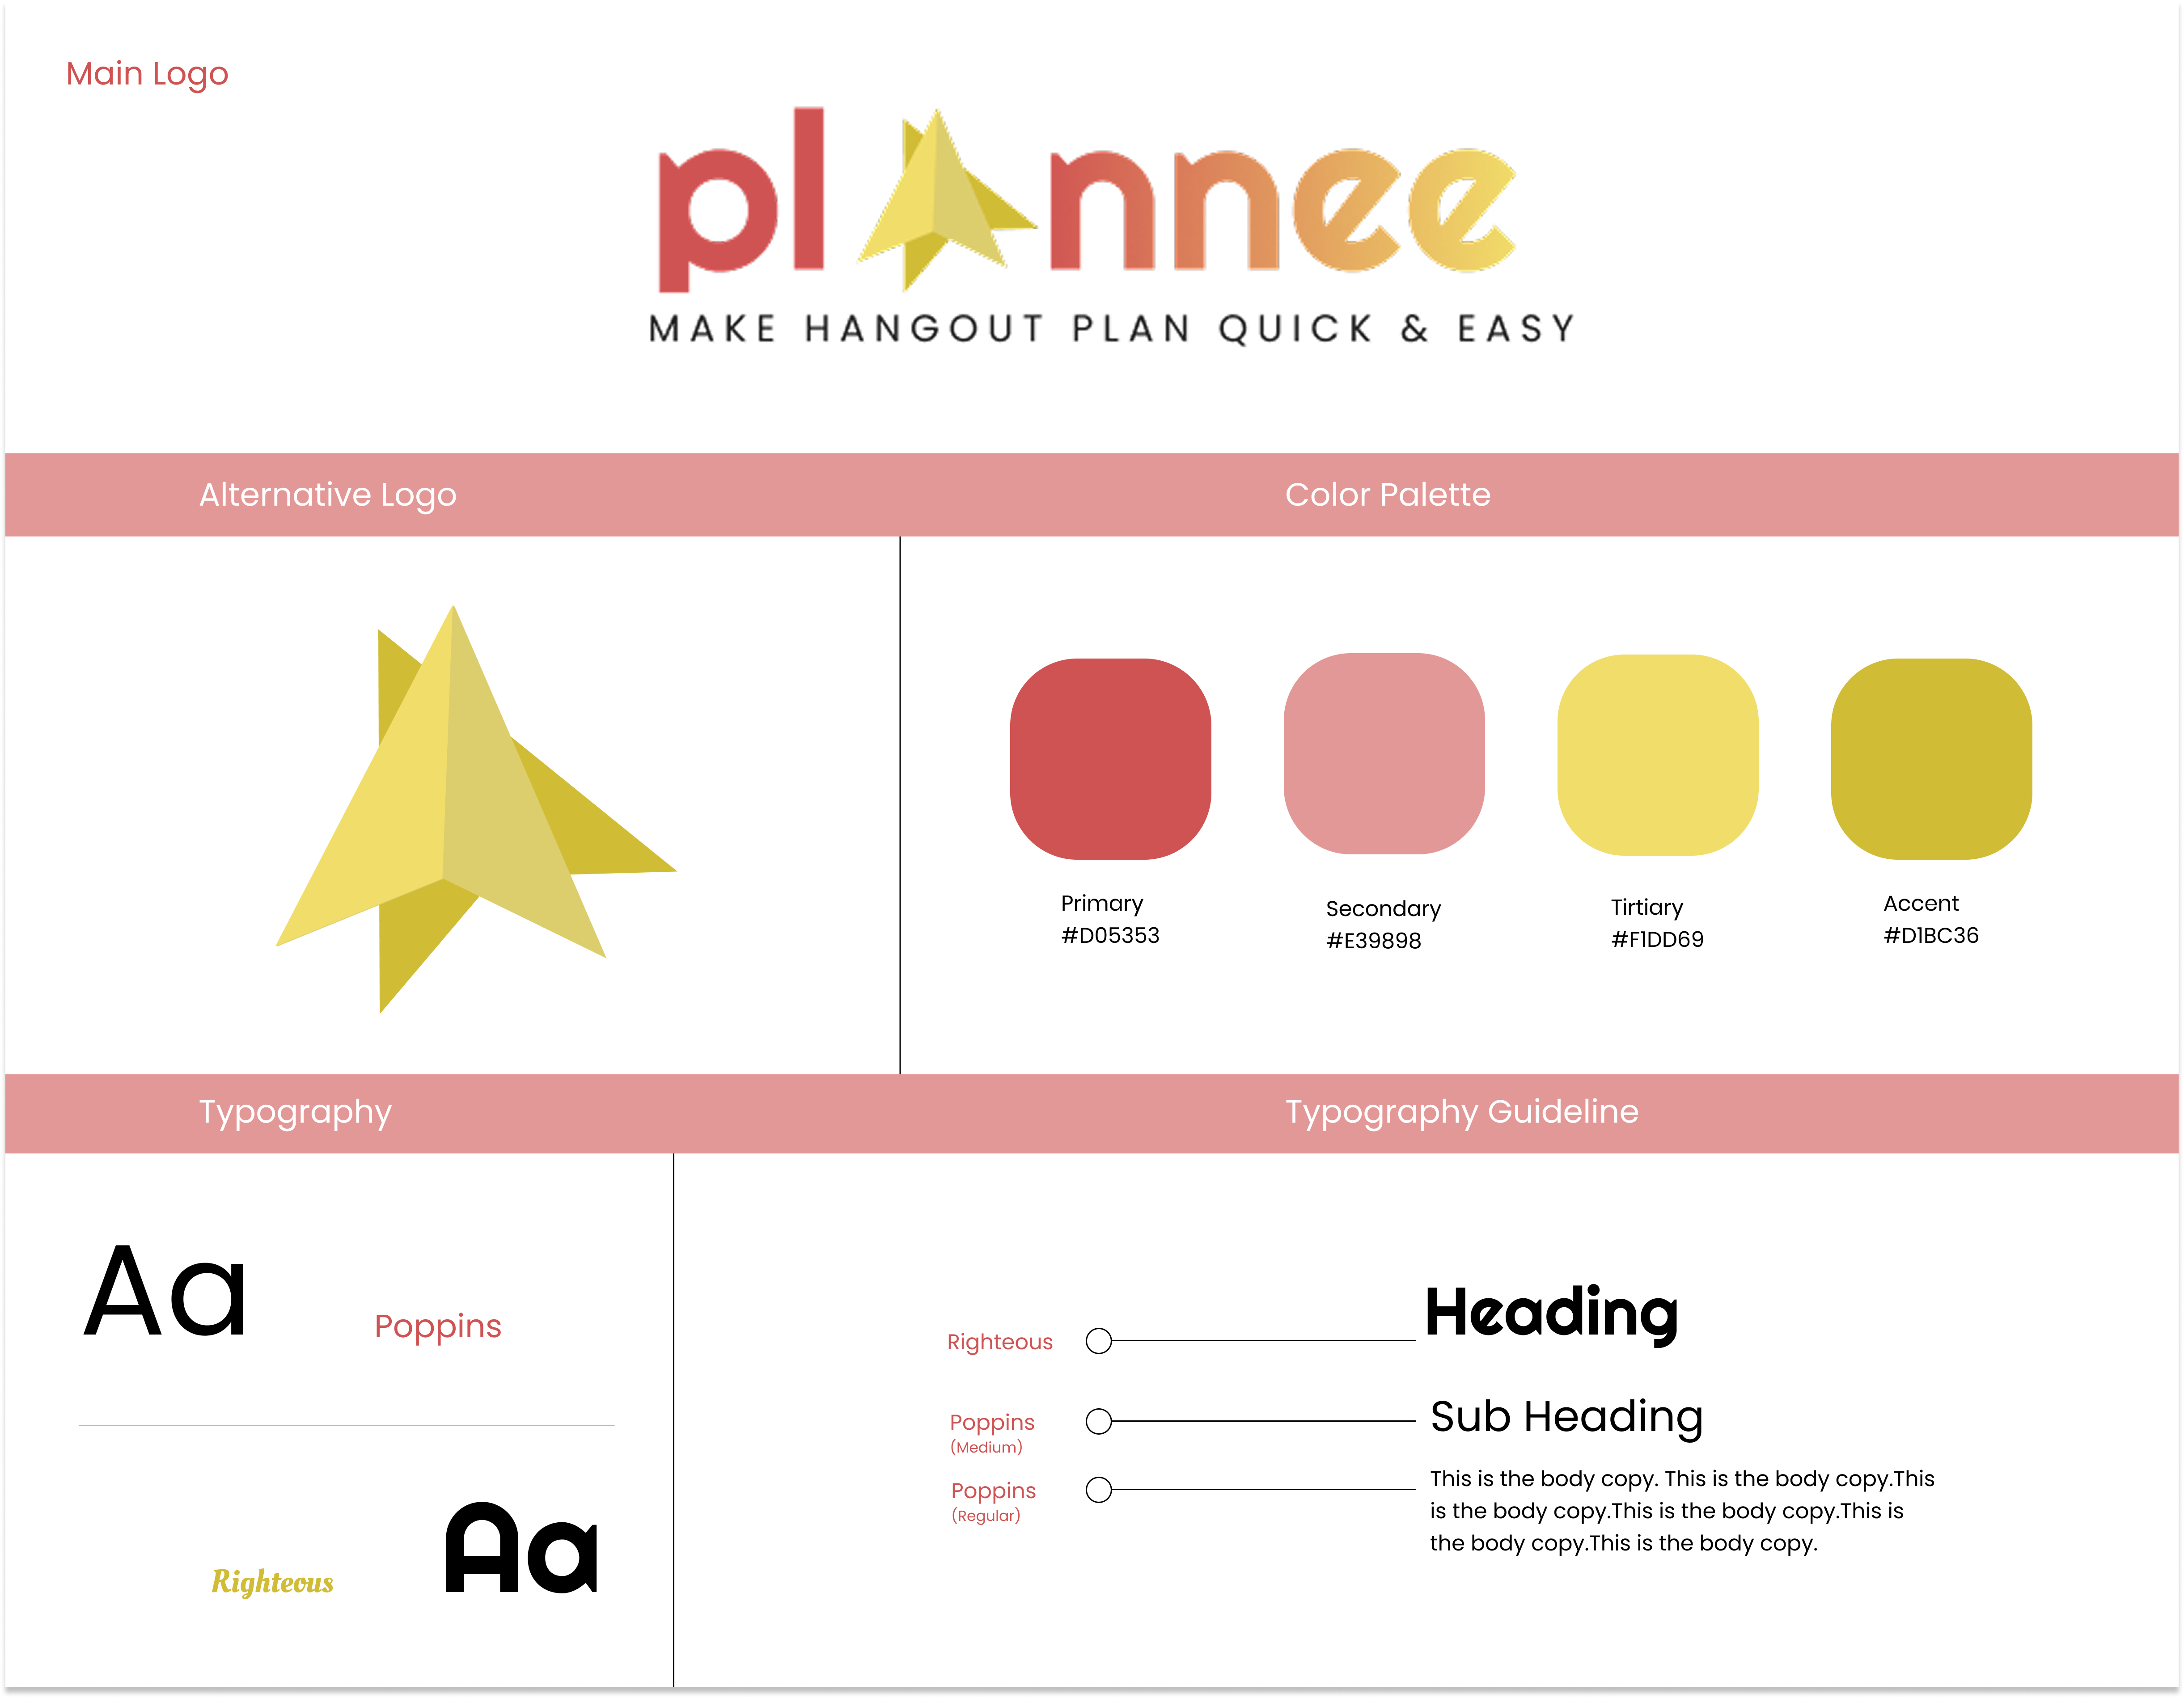 Main Logo
plannee
MAKE HANGOUT PLAN QUICK & EASY
Alternative Logo
Color Palette
Primary
#D05353
Secondary
#E39898
Tirtiary
#F1DD69
Accent
#D1BC36
Typography
Typography Guideline
Aa
Poppins
Righteous
Aa
Righteous
Heading
Poppins
(Medium)
Sub Heading
Poppins
(Regular)
This is the body copy. This is the body copy.This
is the body copy.This is the body copy.This is
the body copy.This is the body copy.